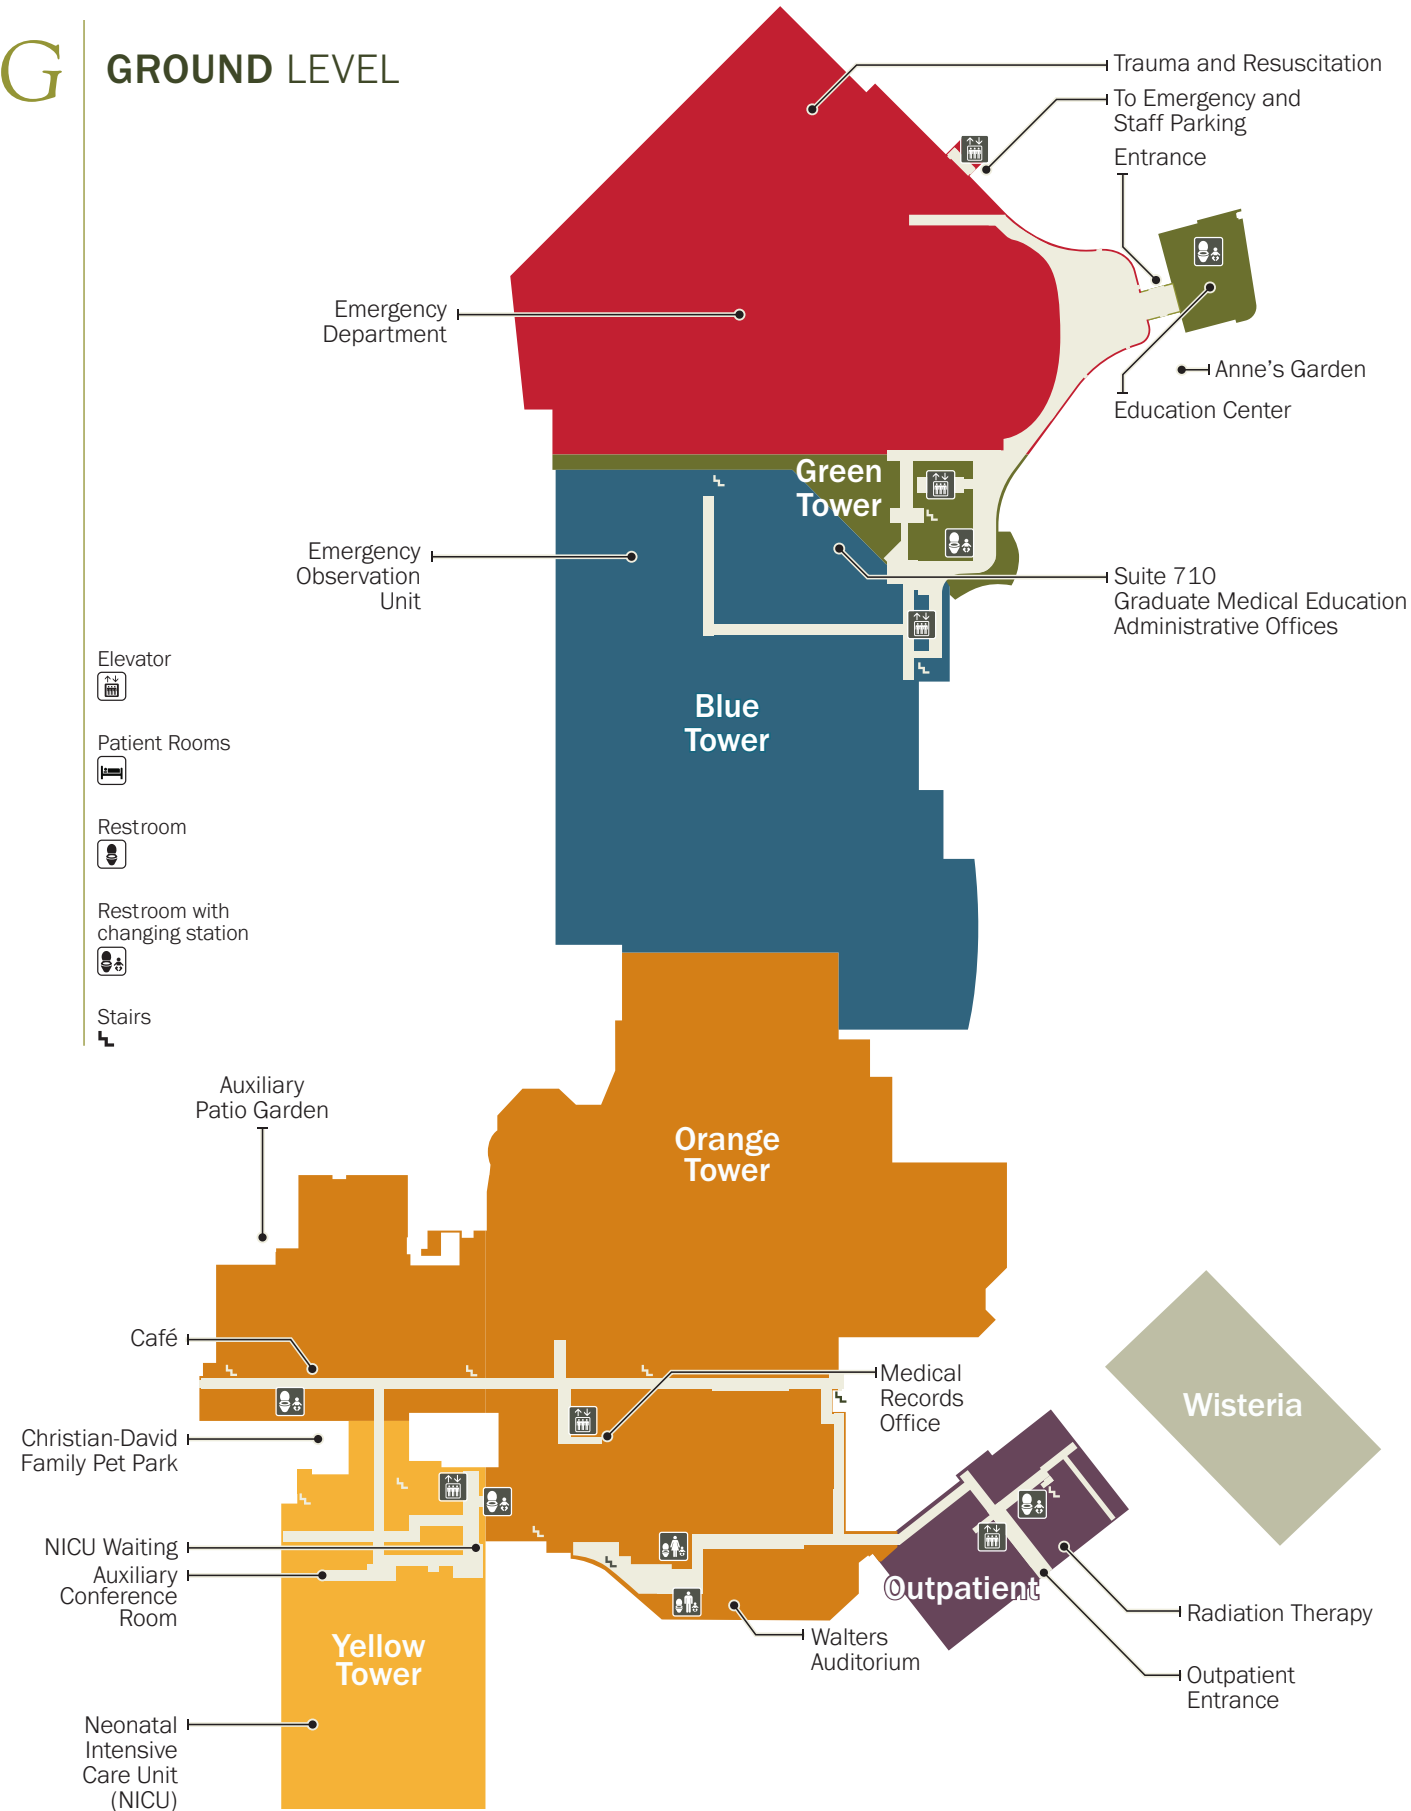 G
GROUND LEVEL
Trauma and Resuscitation
To Emergency and
Staff Parking
Entrance
Emergency
Department
Anne’s Garden
Education Center
Green
Tower
Emergency
Observation
Unit
Suite 710
Graduate Medical Education
Administrative Offices
Elevator
Patient Rooms
Restroom
Restroom with
changing station
Stairs
Blue
Tower
Auxiliary
Patio Garden
Orange
Tower
Café
Medical
Records
Office
Wisteria
Christian-David
Family Pet Park
NICU Waiting
Auxiliary
Conference
Room
Outpatient
Radiation Therapy
Walters
Auditorium
Yellow
Tower
Outpatient
Entrance
Neonatal
Intensive
Care Unit
(NICU)